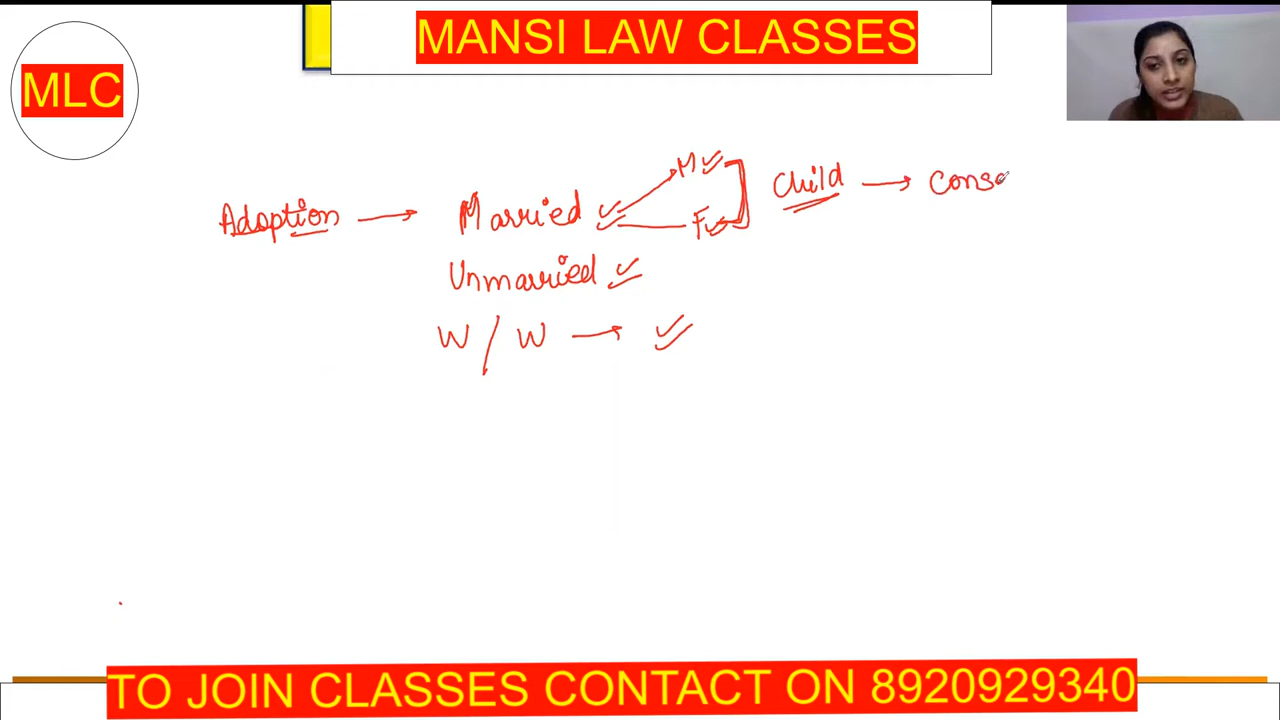 MANSI LAW CLASSES
MLC
Adoption → Married M F Child → Cons
Unmarried
W / W →
TO JOIN CLASSES CONTACT ON 8920929340